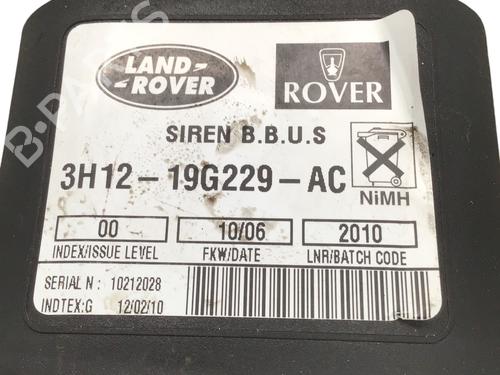 LAND-
-ROVER
ROVER
SIREN B.B.U.S
3H12-19G229-AC
NiMH
00
10/06
2010
INDEX/ISSUE LEVEL
FKW/DATE
LNR/BATCH CODE
SERIAL N : 10212028
INDTEX:G 12/02/10
B-PARTS